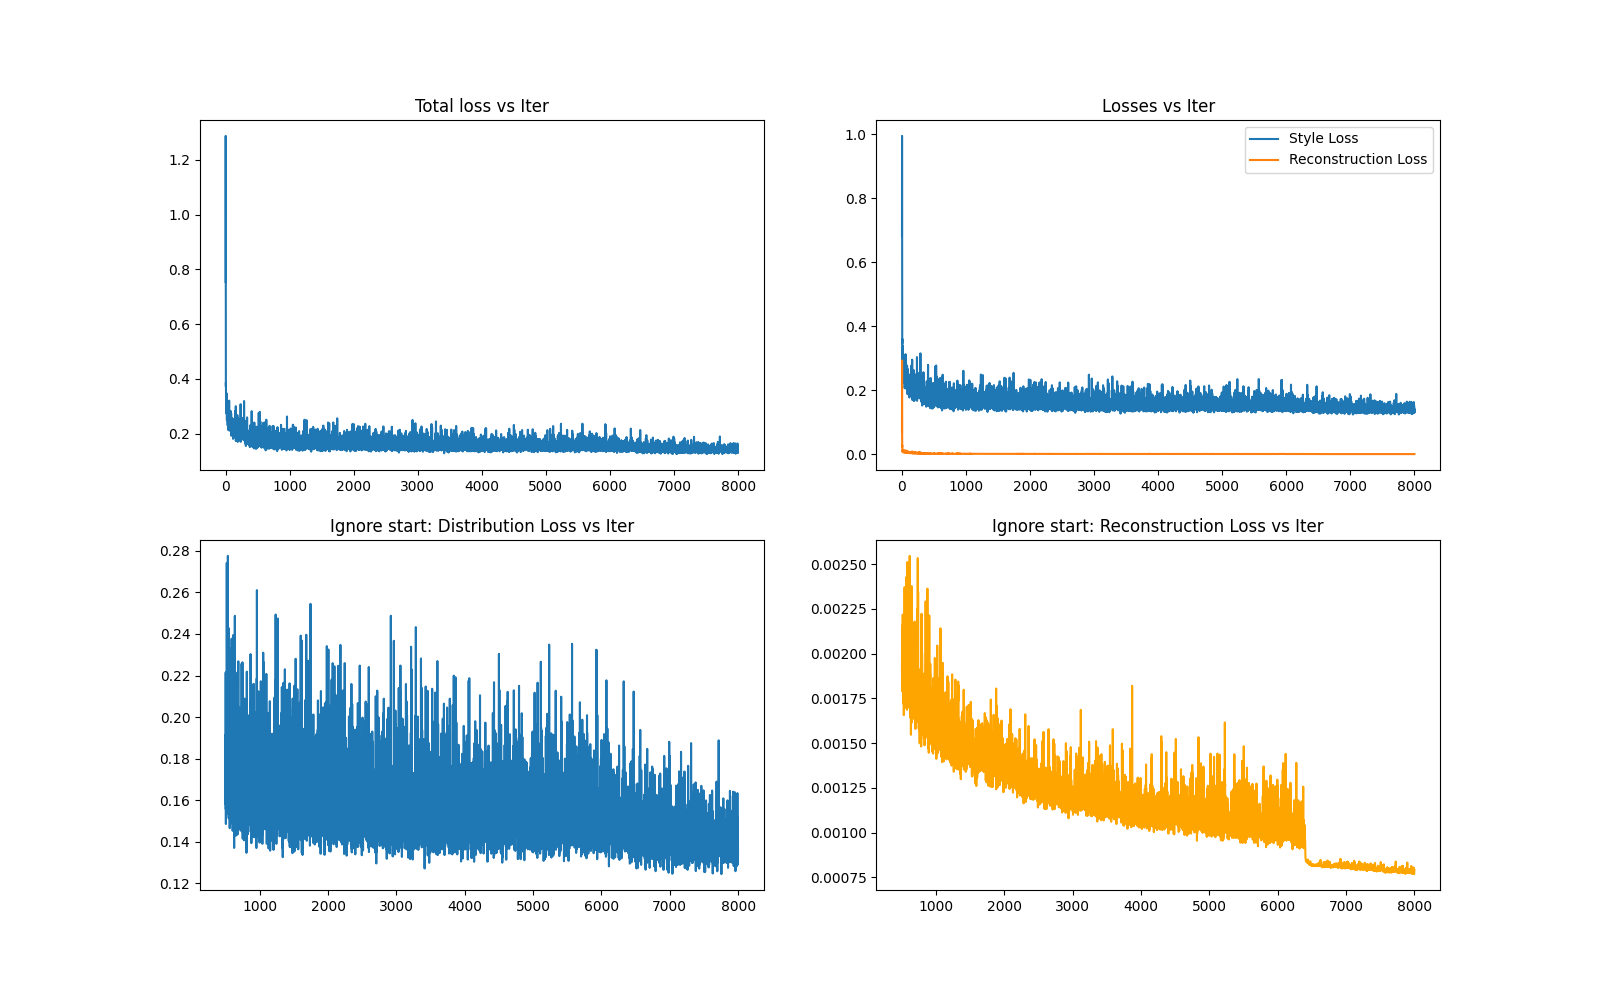 Total loss vs Iter
1.2
1.0
0.8
0.6
0.4
0.2
0 1000 2000 3000 4000 5000 6000 7000 8000
Losses vs Iter
Style Loss
Reconstruction Loss
1.0
0.8
0.6
0.4
0.2
0.0
0 1000 2000 3000 4000 5000 6000 7000 8000
Ignore start: Distribution Loss vs Iter
0.28
0.26
0.24
0.22
0.20
0.18
0.16
0.14
0.12
1000 2000 3000 4000 5000 6000 7000 8000
Ignore start: Reconstruction Loss vs Iter
0.00250
0.00225
0.00200
0.00175
0.00150
0.00125
0.00100
0.00075
1000 2000 3000 4000 5000 6000 7000 8000